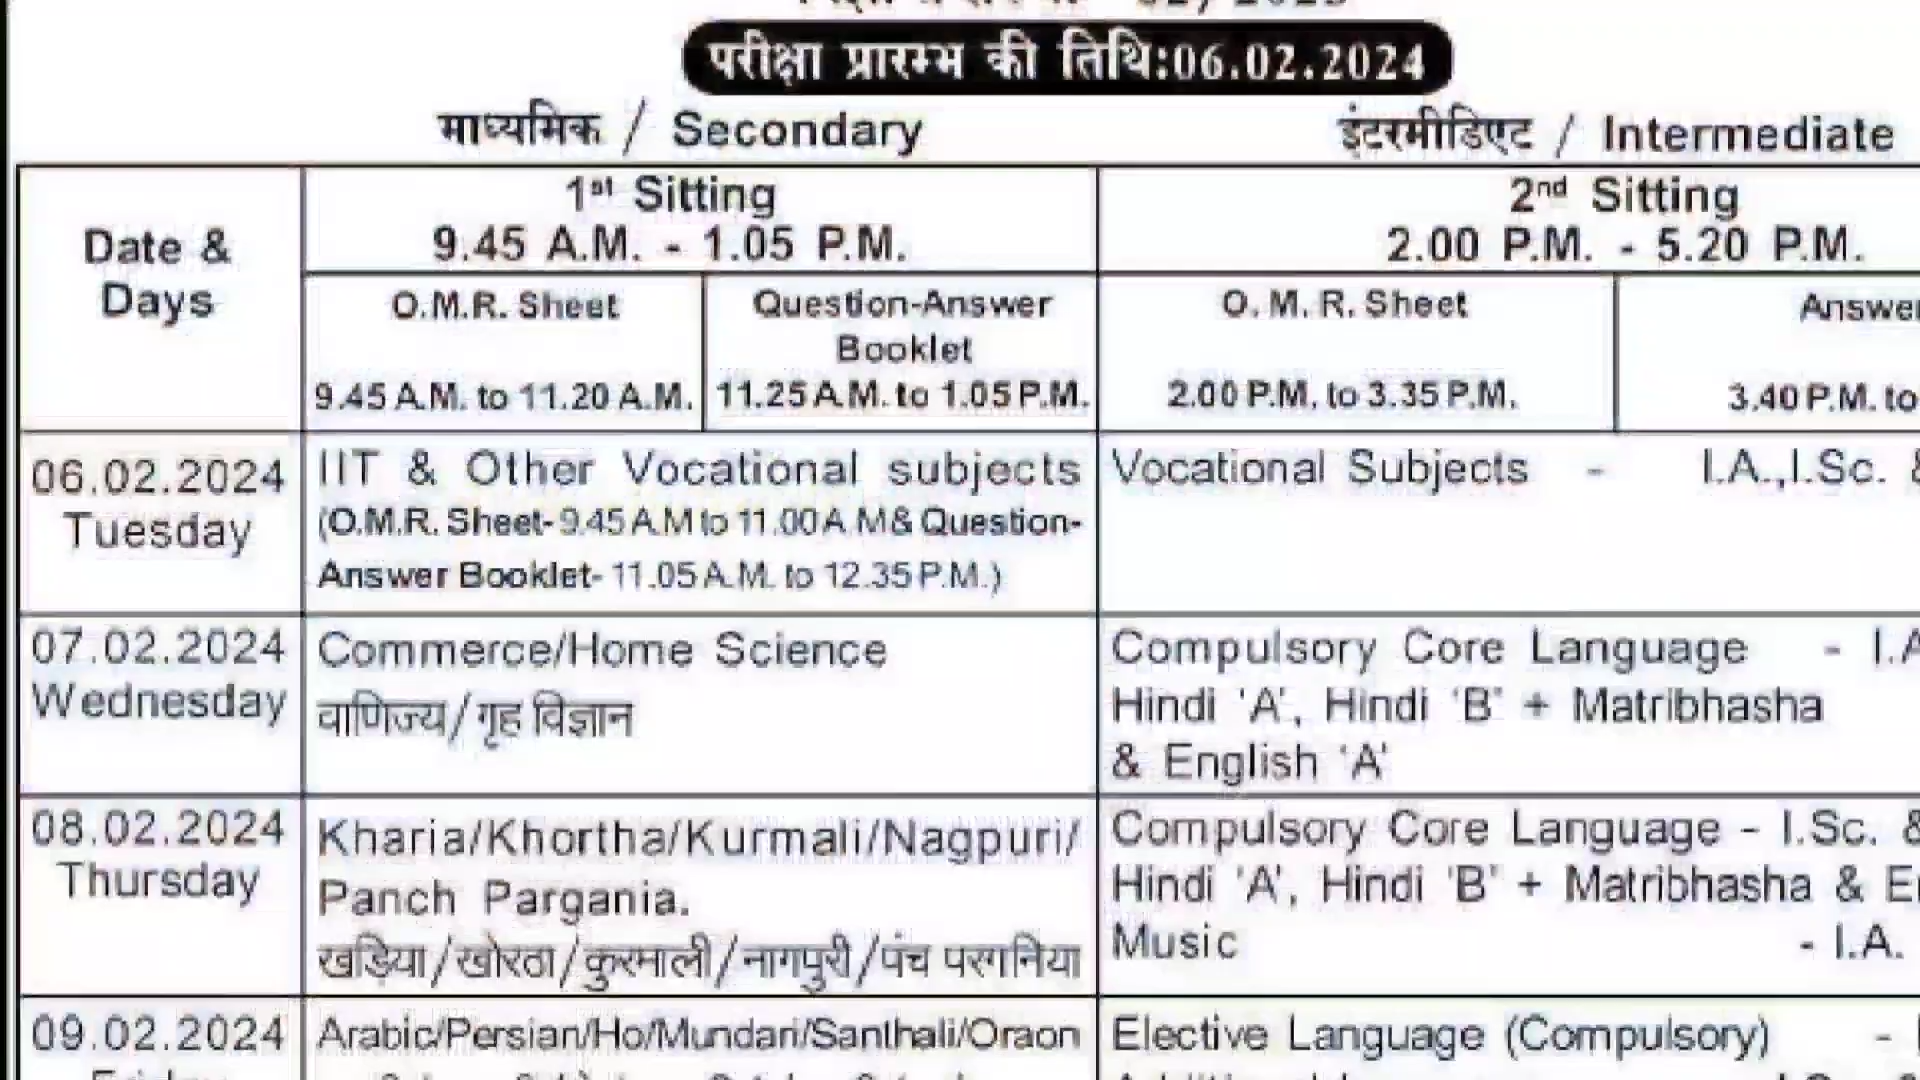 परीक्षा प्रारम्भ की तिथि:06.02.2024
माध्यमिक / Secondary
इंटरमीडिएट / Intermediate
Date &
Days
1st Sitting
9.45 A.M. - 1.05 P.M.
2nd Sitting
2.00 P.M. - 5.20 P.M.
O.M.R. Sheet
9.45 A.M. to 11.20 A.M.
Question-Answer
Booklet
11.25 A.M. to 1.05 P.M.
O. M. R. Sheet
2.00 P.M. to 3.35 P.M.
Answer
3.40 P.M. to
06.02.2024
Tuesday
IIT & Other Vocational subjects
(O.M.R. Sheet- 9.45 A.M to 11.00 A M & Question-
Answer Booklet- 11.05 A.M. to 12.35 P.M.)
Vocational Subjects - I.A.,I.Sc. &
07.02.2024
Wednesday
Commerce/Home Science
वाणिज्य/गृह विज्ञान
Compulsory Core Language - I.A
Hindi 'A', Hindi 'B' + Matribhasha
& English 'A'
08.02.2024
Thursday
Kharia/Khortha/Kurmali/Nagpuri/
Panch Pargania.
खड़िया/खोरठा/कुरमाली/नागपुरी/पंच परगनिया
Compulsory Core Language - I.Sc. &
Hindi 'A', Hindi 'B' + Matribhasha & E
Music - I.A.
09.02.2024
Arabic/Persian/Ho/Mundari/Santhali/Oraon
Elective Language (Compulsory) -